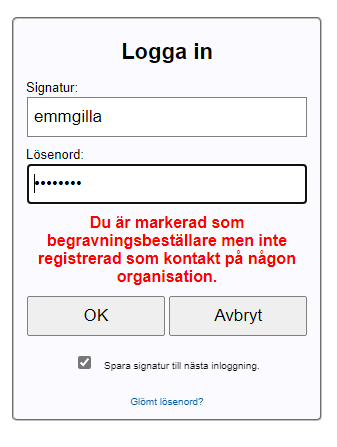 Logga in
Signatur:
emmgilla
Lösenord:
••••••••
Du är markerad som
begravningsbeställare men inte
registrerad som kontakt på någon
organisation.
OK
Avbryt
Spara signatur till nästa inloggning.
Glömt lösenord?